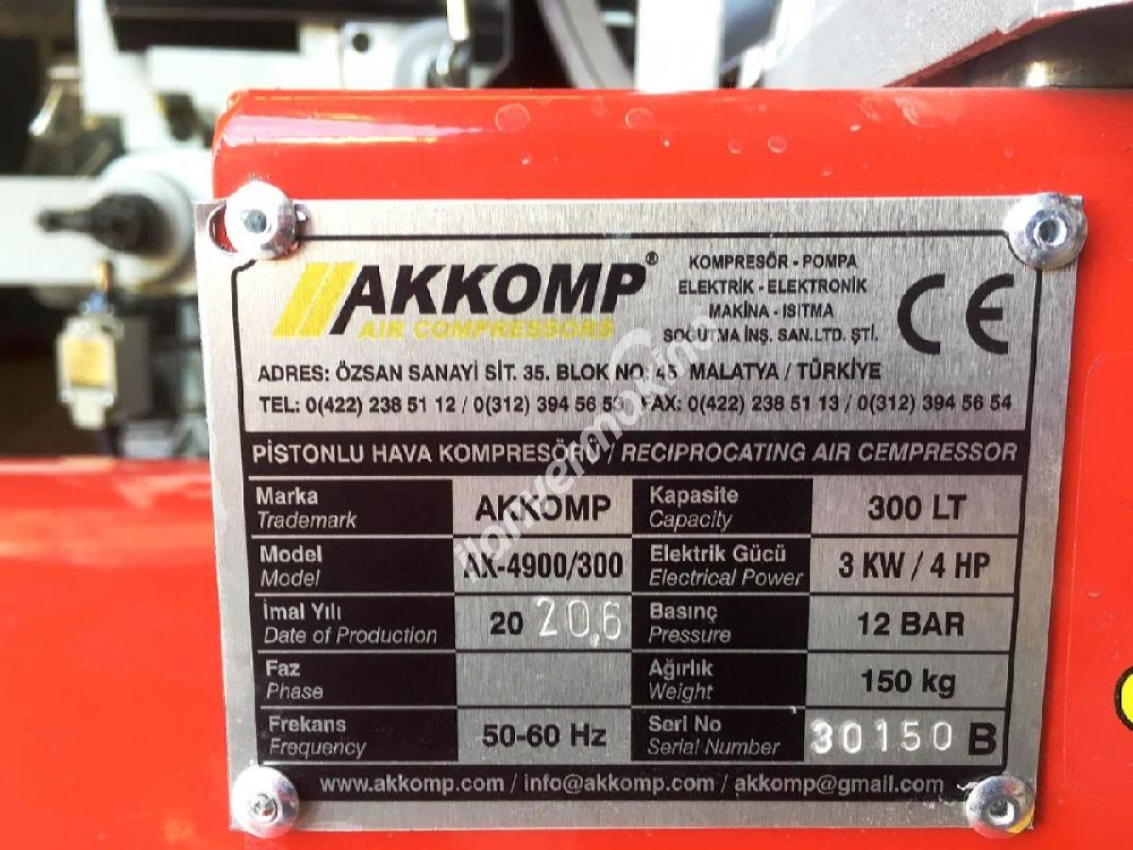 AKKOMP®
AIR COMPRESSORS
KOMPRESÖR - POMPA
ELEKTRİK - ELEKTRONİK
MAKİNA - ISITMA
SOĞUTMA İNŞ. SAN.LTD. ŞTİ.
CE
ADRES: ÖZSAN SANAYİ SİT. 35. BLOK NO: 45 MALATYA / TÜRKİYE
TEL: 0(422) 238 51 12 / 0(312) 394 56 53 FAX: 0(422) 238 51 13 / 0(312) 394 56 54
PİSTONLU HAVA KOMPRESÖRÜ / RECIPROCATING AIR CEMPRESSOR
Marka AKKOMP Kapasite 300 LT
Trademark Capacity
Model AX-4900/300 Elektrik Gücü 3 KW / 4 HP
Model Electrical Power
İmal Yılı 20 20.6 Basınç 12 BAR
Date of Production Pressure
Faz Ağırlık 150 kg
Phase Weight
Frekans 50-60 Hz Seri No 30150 B
Frequency Serial Number
www.akkomp.com / info@akkomp.com / akkomp@gmail.com